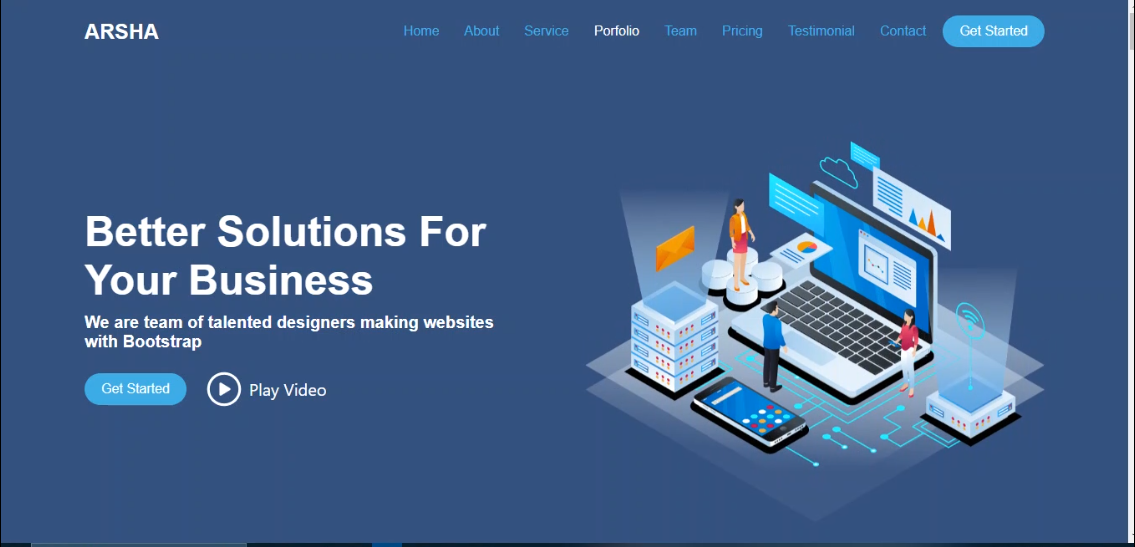 ARSHA
Home About Service Porfolio Team Pricing Testimonial Contact Get Started
Better Solutions For
Your Business
We are team of talented designers making websites
with Bootstrap
Get Started Play Video